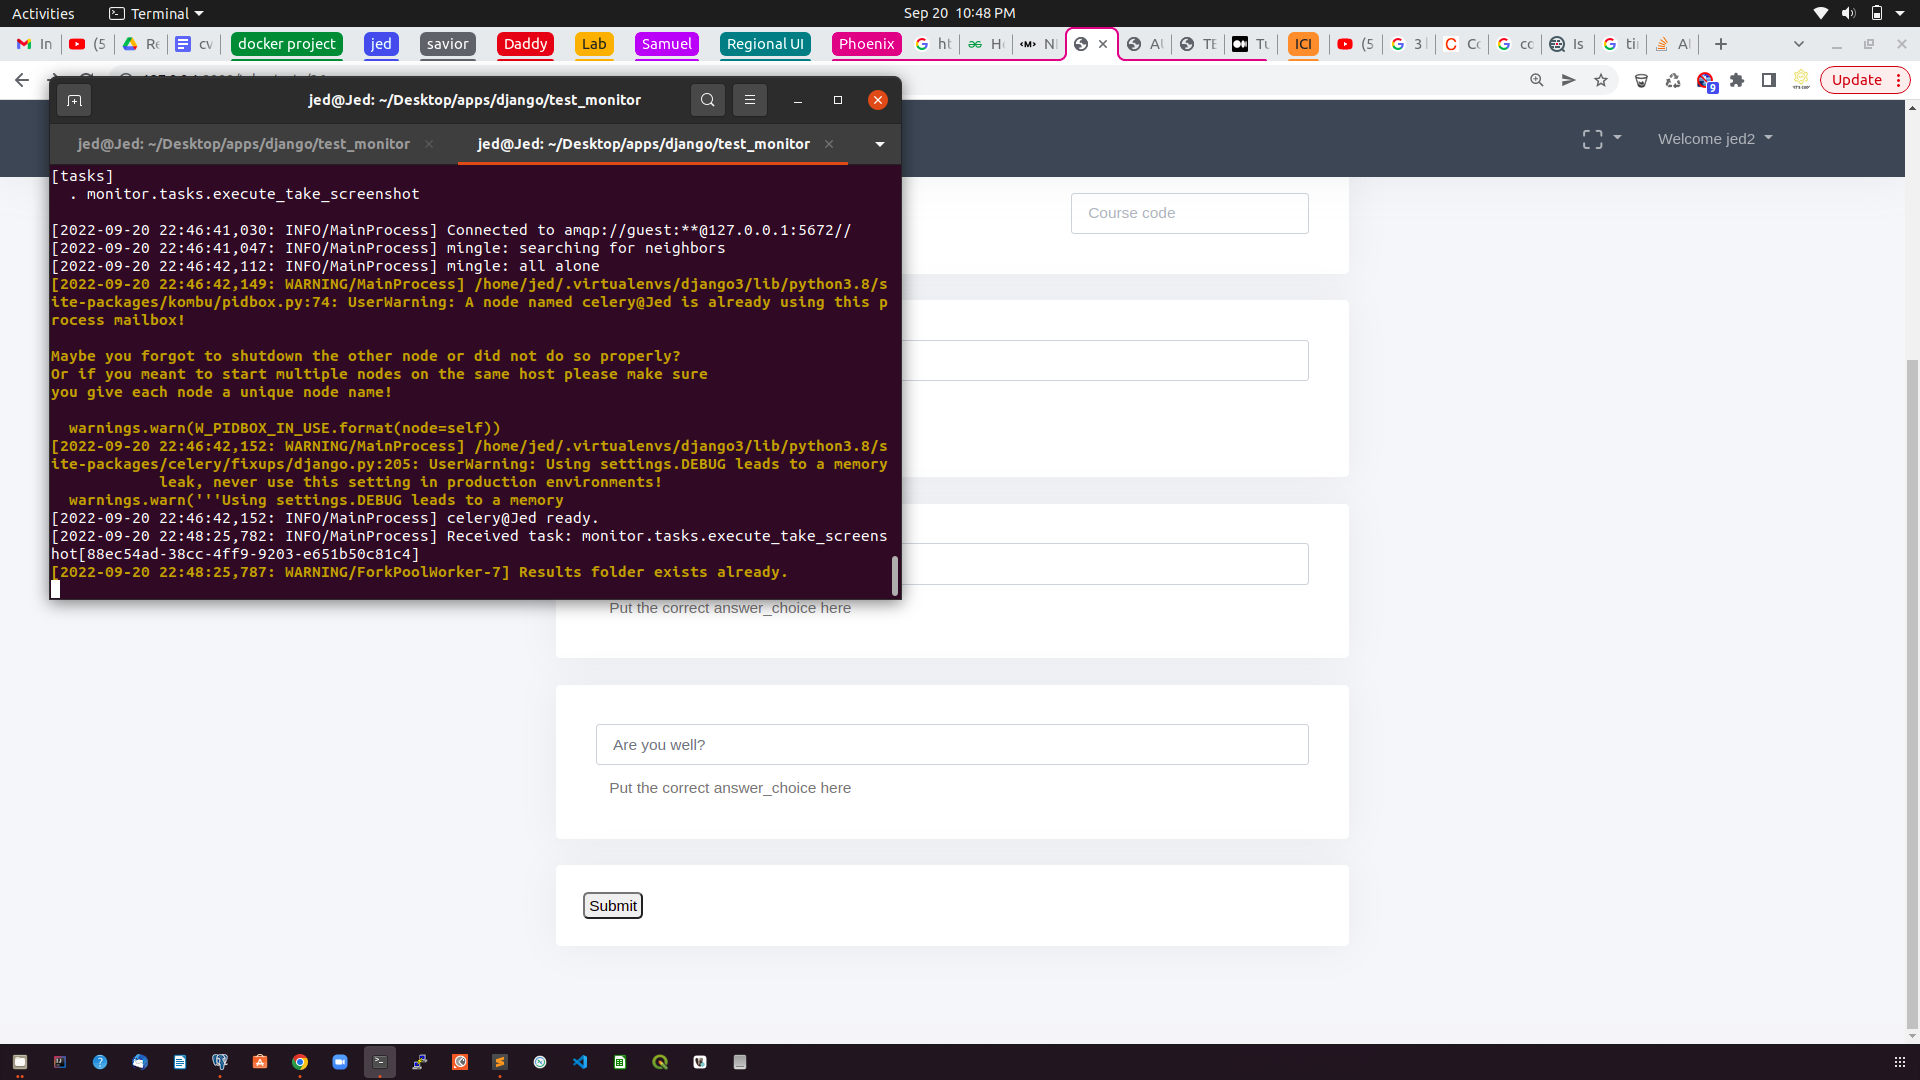 Activities
Terminal
Sep 20 10:48 PM
In
(5
Re
cv
docker project
jed
savior
Daddy
Lab
Samuel
Regional UI
Phoenix
ht
Ho
NI
Al
TE
Tu
ICI
(5
3 l
Co
cc
Is
til
Al
9
Update
jed@Jed: ~/Desktop/apps/django/test_monitor
jed@Jed: ~/Desktop/apps/django/test_monitor
jed@Jed: ~/Desktop/apps/django/test_monitor
Welcome jed2
[tasks]
. monitor.tasks.execute_take_screenshot
[2022-09-20 22:46:41,030: INFO/MainProcess] Connected to amqp://guest:**@127.0.0.1:5672//
[2022-09-20 22:46:41,047: INFO/MainProcess] mingle: searching for neighbors
[2022-09-20 22:46:42,112: INFO/MainProcess] mingle: all alone
[2022-09-20 22:46:42,149: WARNING/MainProcess] /home/jed/.virtualenvs/django3/lib/python3.8/s
ite-packages/kombu/pidbox.py:74: UserWarning: A node named celery@Jed is already using this p
rocess mailbox!
Maybe you forgot to shutdown the other node or did not do so properly?
Or if you meant to start multiple nodes on the same host please make sure
you give each node a unique node name!
warnings.warn(W_PIDBOX_IN_USE.format(node=self))
[2022-09-20 22:46:42,152: WARNING/MainProcess] /home/jed/.virtualenvs/django3/lib/python3.8/s
ite-packages/celery/fixups/django.py:205: UserWarning: Using settings.DEBUG leads to a memory
leak, never use this setting in production environments!
warnings.warn('''Using settings.DEBUG leads to a memory
[2022-09-20 22:46:42,152: INFO/MainProcess] celery@Jed ready.
[2022-09-20 22:48:25,782: INFO/MainProcess] Received task: monitor.tasks.execute_take_screens
hot[88ec54ad-38cc-4ff9-9203-e651b50c81c4]
[2022-09-20 22:48:25,787: WARNING/ForkPoolWorker-7] Results folder exists already.
Course code
Put the correct answer_choice here
Are you well?
Put the correct answer_choice here
Submit